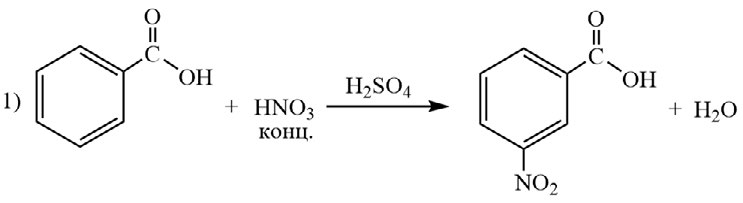 1)
O
C
OH
+ HNO3
конц.
H2SO4
O
C
OH
NO2
+ H2O